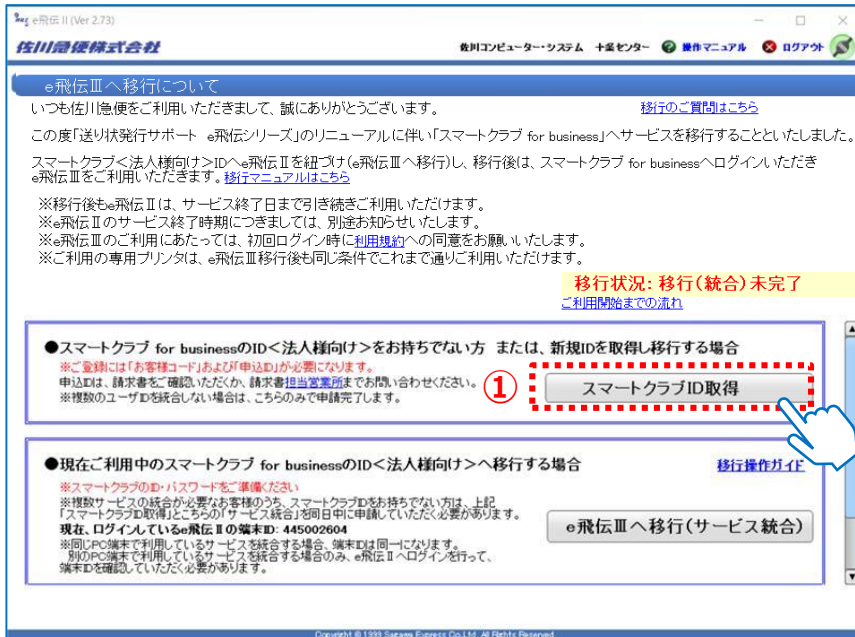 e飛伝Ⅱ (Ver 2.73)
佐川急便株式会社
佐川コンピューター・システム 十条センター 操作マニュアル ログアウト
e飛伝Ⅲへ移行について
いつも佐川急便をご利用いただきまして、誠にありがとうございます。 移行のご質問はこちら
この度「送り状発行サポート e飛伝シリーズ」のリニューアルに伴い「スマートクラブ for business」へサービスを移行することといたしました。
スマートクラブ<法人様向け>IDへe飛伝Ⅱを紐づけ(e飛伝Ⅲへ移行)し、移行後は、スマートクラブ for businessへログインいただき
e飛伝Ⅲをご利用いただきます。移行マニュアルはこちら
※移行後もe飛伝Ⅱは、サービス終了日まで引き続きご利用いただけます。
※e飛伝Ⅱのサービス終了時期につきましては、別途お知らせいたします。
※e飛伝Ⅲのご利用にあたっては、初回ログイン時に利用規約への同意をお願いいたします。
※ご利用の専用プリンタは、e飛伝Ⅲ移行後も同じ条件でこれまで通りご利用いただけます。
移行状況: 移行(統合)未完了
ご利用開始までの流れ
●スマートクラブ for businessのID<法人様向け>をお持ちでない方 または、新規IDを取得し移行する場合
※ご登録には「お客様コード」および「申込ID」が必要になります。
申込IDは、請求書をご確認いただくか、請求書担当営業所までお問い合わせください。
※複数のユーザIDを統合しない場合は、こちらのみで申請完了します。
① スマートクラブID取得
●現在ご利用中のスマートクラブ for businessのID<法人様向け>へ移行する場合 移行操作ガイド
※スマートクラブのID・パスワードをご準備ください
※複数サービスの統合が必要なお客様のうち、スマートクラブIDをお持ちでない方は、上記
「スマートクラブID取得」とこちらの「サービス統合」を同日中に申請していただく必要があります。
現在、ログインしているe飛伝Ⅱの端末ID: 445002604
※同じPC端末で利用しているサービスを統合する場合、端末IDは同一になります。
別のPC端末で利用しているサービスを統合する場合のみ、e飛伝Ⅱへログインを行って、
端末IDを確認していただく必要があります。
e飛伝Ⅲへ移行(サービス統合)
Copyright © 1999 Sagawa Express Co.,Ltd. All Rights Reserved.